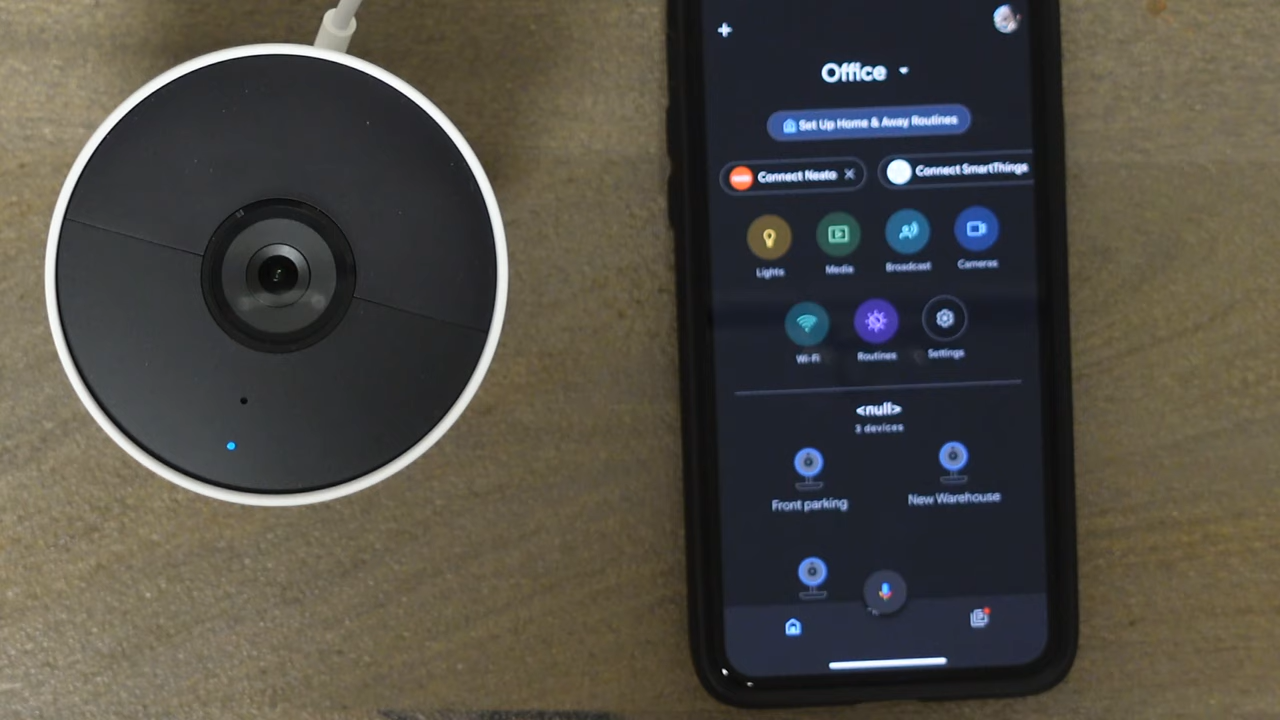 Office
Set Up Home & Away Routines
Connect Neato
Connect SmartThings
Lights
Media
Broadcast
Cameras
Wi-Fi
Routines
Settings
<null>
3 devices
Front parking
New Warehouse